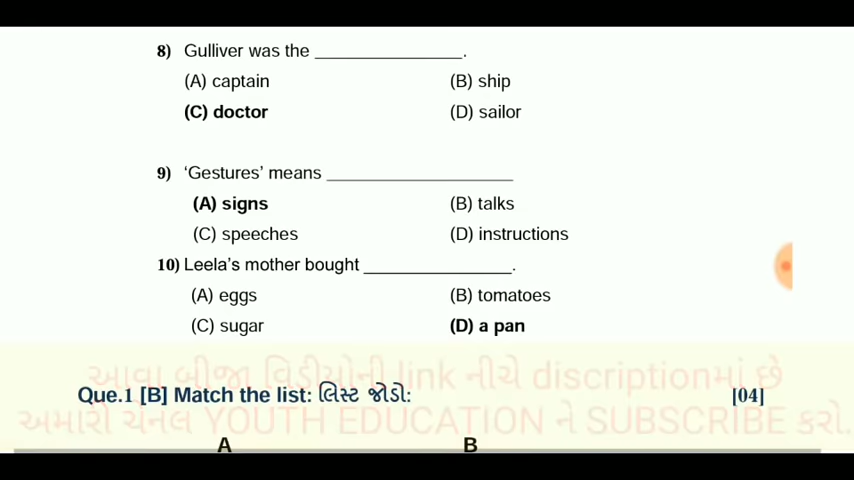 8) Gulliver was the ________________.
(A) captain (B) ship
(C) doctor (D) sailor
9) ‘Gestures’ means ____________________
(A) signs (B) talks
(C) speeches (D) instructions
10) Leela’s mother bought ________________.
(A) eggs (B) tomatoes
(C) sugar (D) a pan
આવા બીજા વિડીયોની link નીચે discriptionમાં છે
Que.1 [B] Match the list: લિસ્ટ જોડો: [04]
અમારી ચેનલ YOUTH EDUCATION ને SUBSCRIBE કરો.
A B